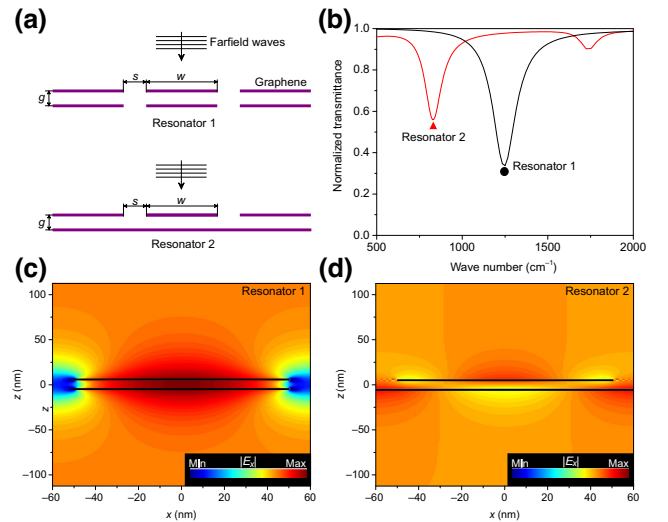 (a)
Farfield waves
s
w
Graphene
g
Resonator 1
s
w
g
Resonator 2
(b)
Normalized transmittance
1.0
0.8
0.6
0.4
0.2
0.0
Resonator 2
Resonator 1
500
1000
1500
2000
Wave number (cm⁻¹)
(c)
Resonator 1
z (nm)
z
100
50
0
−50
−100
Min |Eₓ| Max
−60 −40 −20 0 20 40 60
x (nm)
(d)
Resonator 2
z (nm)
100
50
0
−50
−100
Min |Eₓ| Max
−60 −40 −20 0 20 40 60
x (nm)